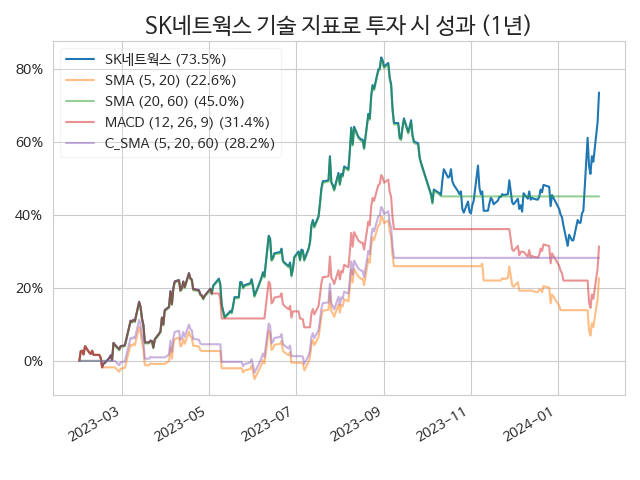 SK네트웍스 기술 지표로 투자 시 성과 (1년)
SK네트웍스 (73.5%)
SMA (5, 20) (22.6%)
SMA (20, 60) (45.0%)
MACD (12, 26, 9) (31.4%)
C_SMA (5, 20, 60) (28.2%)
80%
60%
40%
20%
0%
2023-03
2023-05
2023-07
2023-09
2023-11
2024-01